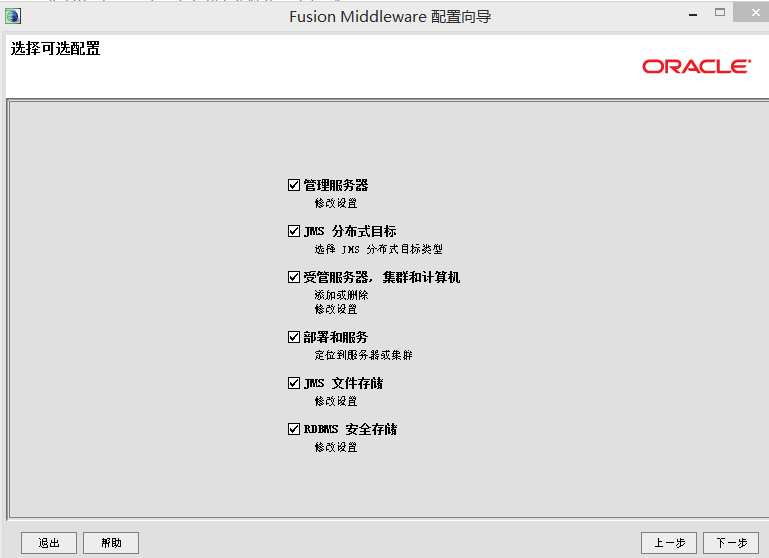 Fusion Middleware 配置向导
选择可选配置
ORACLE
管理服务器
修改设置
JMS 分布式目标
选择 JMS 分布式目标类型
受管服务器, 集群和计算机
添加或删除
修改设置
部署和服务
定位到服务器或集群
JMS 文件存储
修改设置
RDBMS 安全存储
修改设置
退出 帮助 上一步 下一步